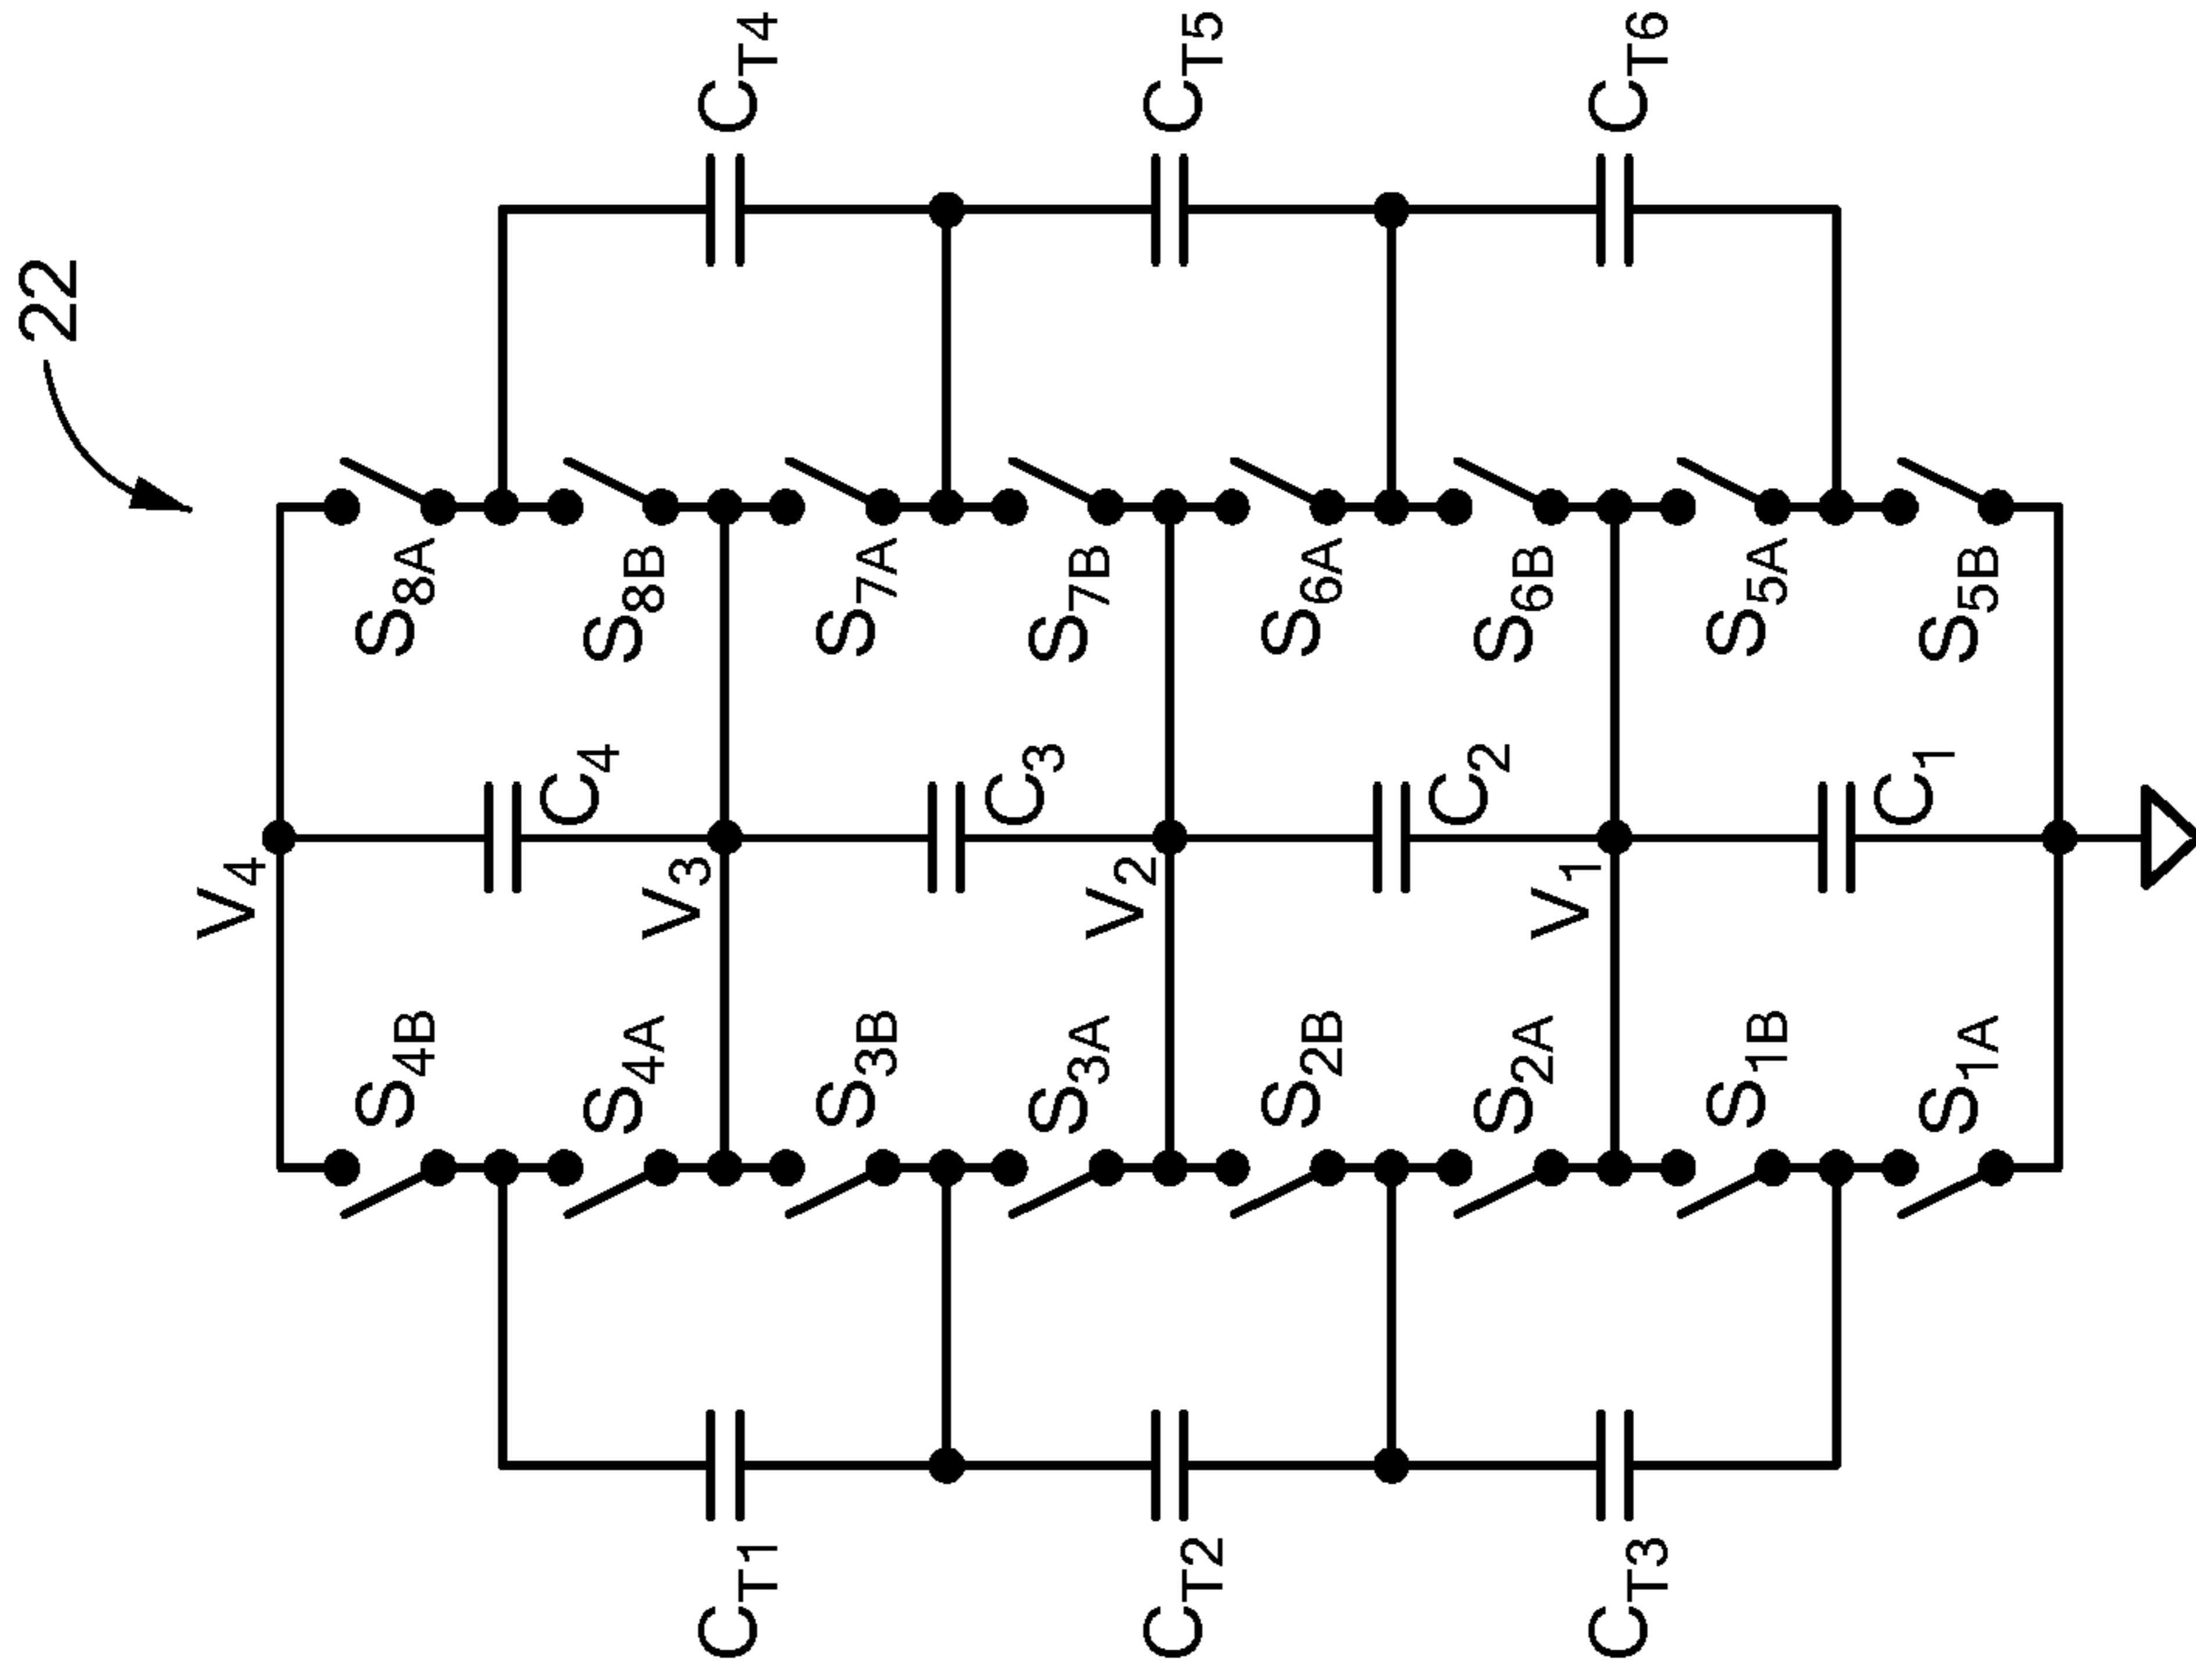 22
V4
S4B
S8A
C4
S4A
S8B
CT1
CT4
V3
S3B
S7A
C3
S3A
S7B
CT2
CT5
V2
S2B
S6A
C2
S2A
S6B
CT3
CT6
V1
S1B
S5A
C1
S1A
S5B